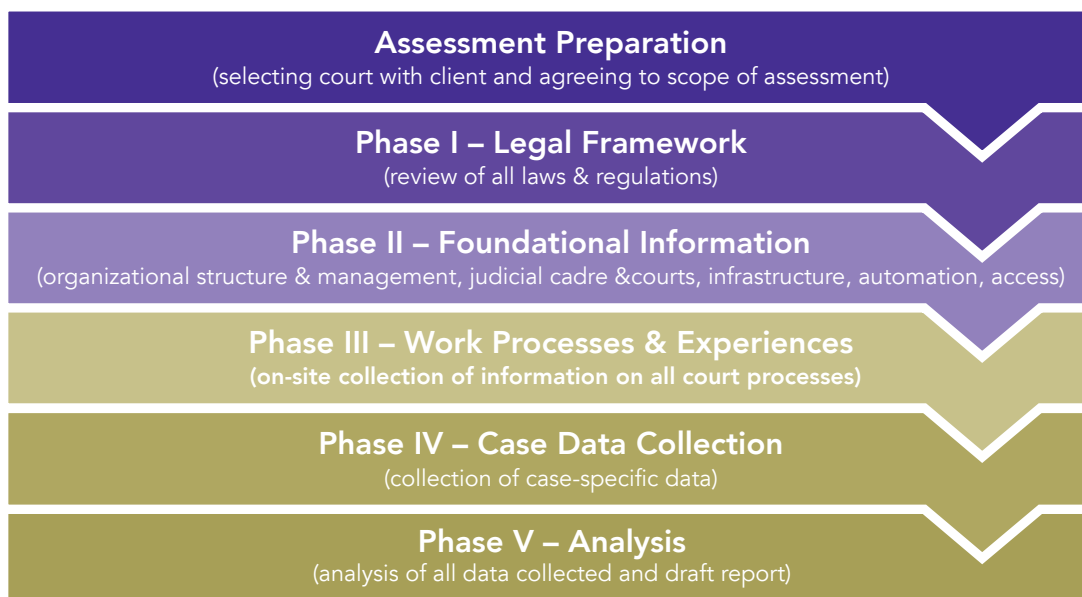 Assessment Preparation
(selecting court with client and agreeing to scope of assessment)
Phase I – Legal Framework
(review of all laws & regulations)
Phase II – Foundational Information
(organizational structure & management, judicial cadre &courts, infrastructure, automation, access)
Phase III – Work Processes & Experiences
(on-site collection of information on all court processes)
Phase IV – Case Data Collection
(collection of case-specific data)
Phase V – Analysis
(analysis of all data collected and draft report)